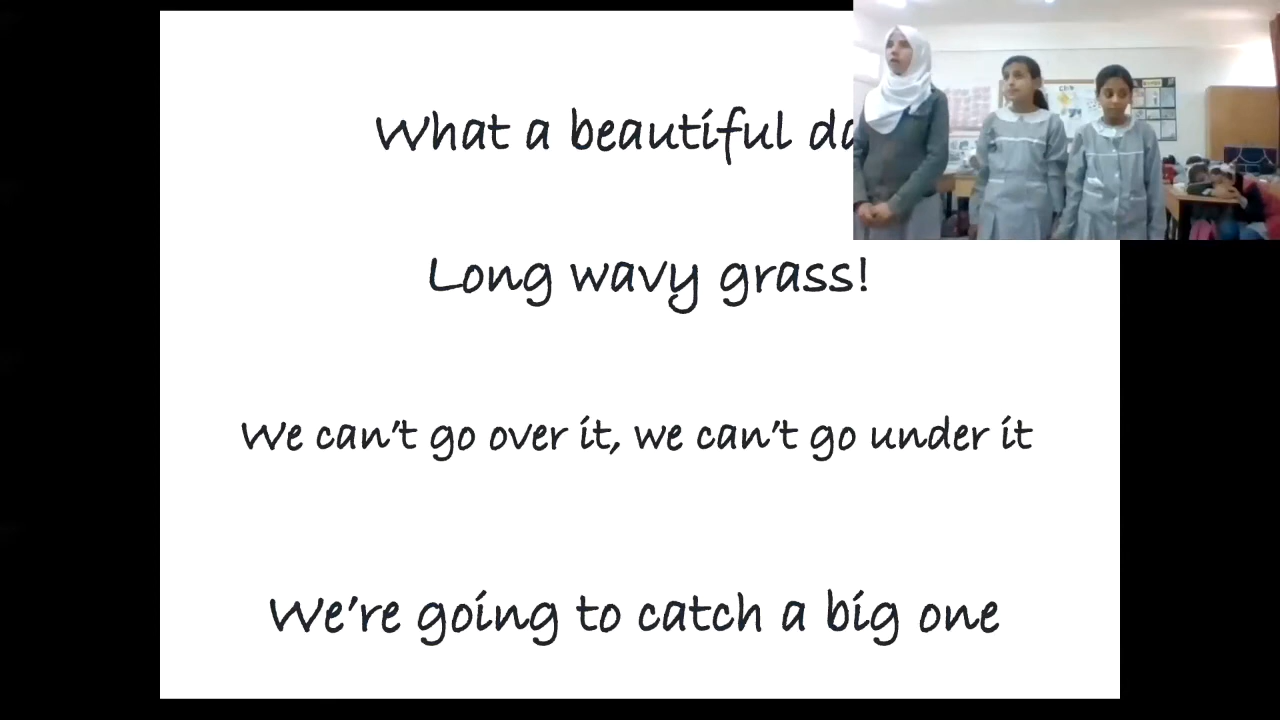 What a beautiful da
Long wavy grass!
We can't go over it, we can't go under it
We're going to catch a big one